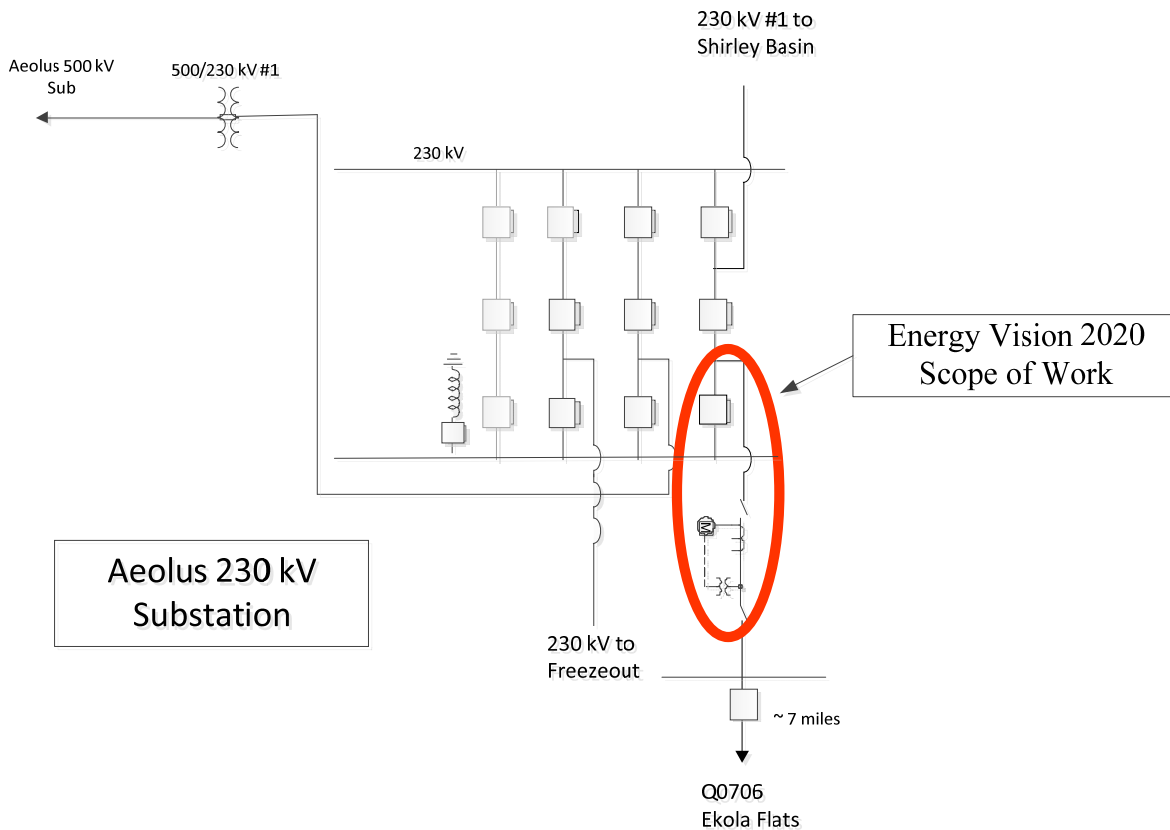 230 kV #1 to
Shirley Basin
Aeolus 500 kV
Sub
500/230 kV #1
230 kV
Energy Vision 2020
Scope of Work
M
Aeolus 230 kV
Substation
230 kV to
Freezeout
~ 7 miles
Q0706
Ekola Flats